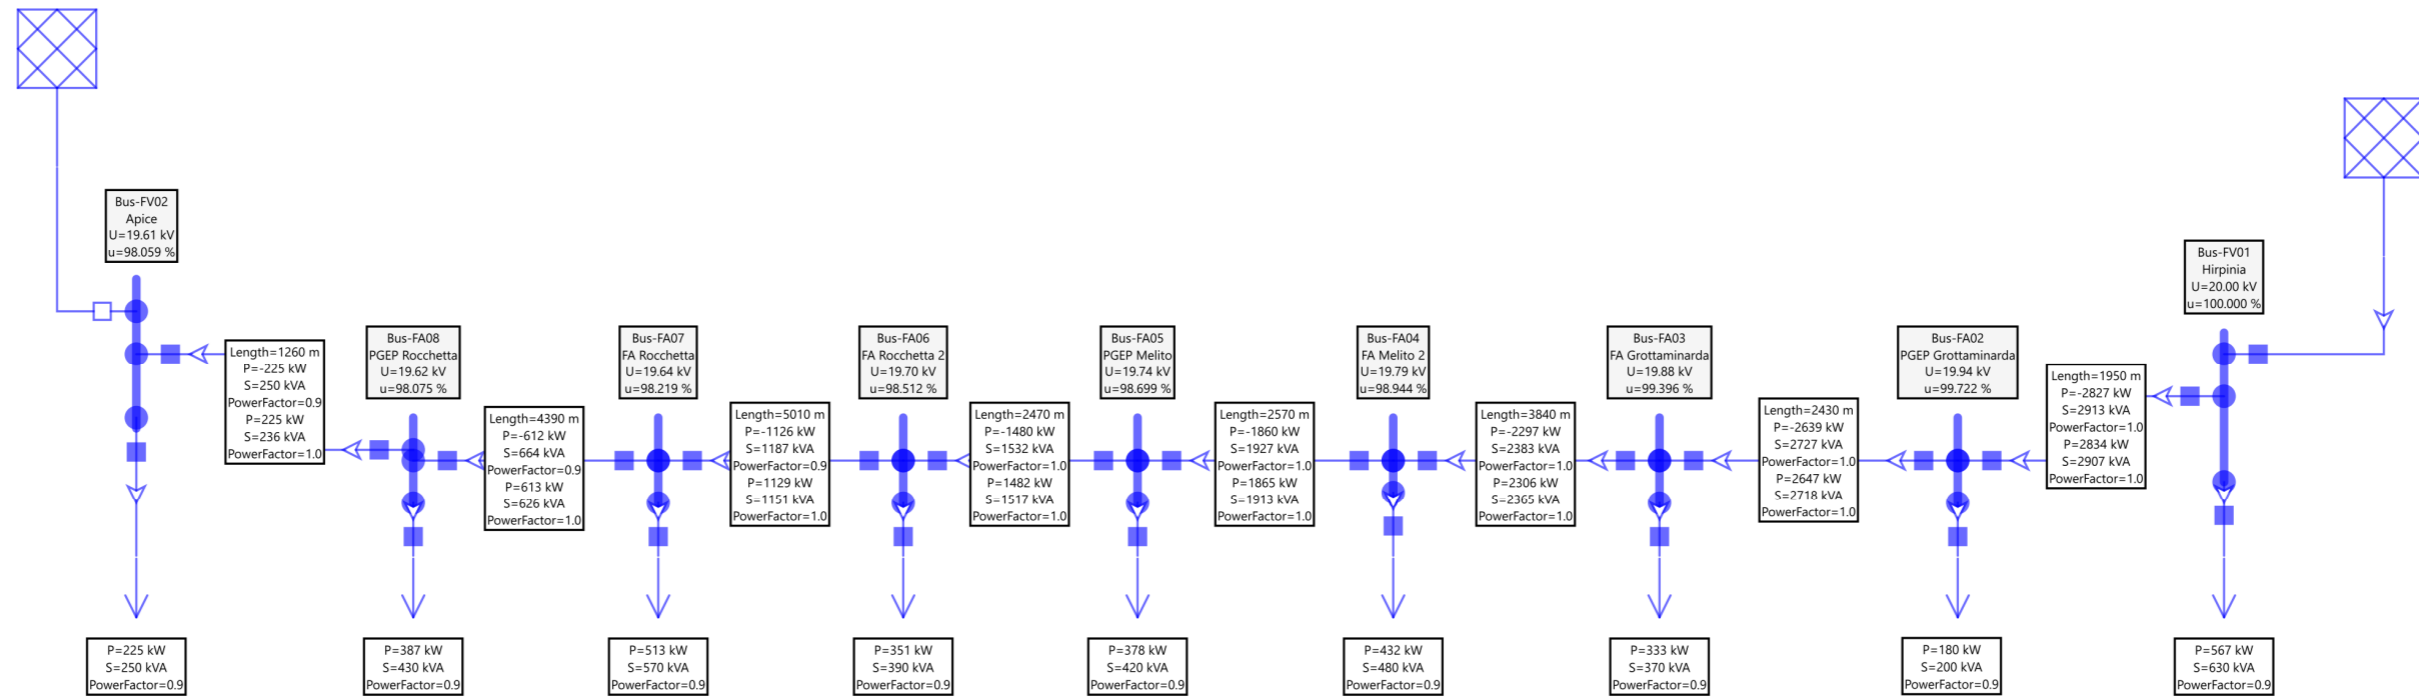 Bus-FV02
Apice
U=19.61 kV
u=98.059 %
Bus-FV01
Hirpinia
U=20.00 kV
u=100.000 %
Bus-FA08
PGEP Rocchetta
U=19.62 kV
u=98.075 %
Bus-FA07
FA Rocchetta
U=19.64 kV
u=98.219 %
Bus-FA06
FA Rocchetta 2
U=19.70 kV
u=98.512 %
Bus-FA05
PGEP Melito
U=19.74 kV
u=98.699 %
Bus-FA04
FA Melito 2
U=19.79 kV
u=98.944 %
Bus-FA03
FA Grottaminarda
U=19.88 kV
u=99.396 %
Bus-FA02
PGEP Grottaminarda
U=19.94 kV
u=99.722 %
Length=1260 m
P=-225 kW
S=250 kVA
PowerFactor=0.9
P=225 kW
S=236 kVA
PowerFactor=1.0
Length=4390 m
P=-612 kW
S=664 kVA
PowerFactor=0.9
P=613 kW
S=626 kVA
PowerFactor=1.0
Length=5010 m
P=-1126 kW
S=1187 kVA
PowerFactor=0.9
P=1129 kW
S=1151 kVA
PowerFactor=1.0
Length=2470 m
P=-1480 kW
S=1532 kVA
PowerFactor=1.0
P=1482 kW
S=1517 kVA
PowerFactor=1.0
Length=2570 m
P=-1860 kW
S=1927 kVA
PowerFactor=1.0
P=1865 kW
S=1913 kVA
PowerFactor=1.0
Length=3840 m
P=-2297 kW
S=2383 kVA
PowerFactor=1.0
P=2306 kW
S=2365 kVA
PowerFactor=1.0
Length=2430 m
P=-2639 kW
S=2727 kVA
PowerFactor=1.0
P=2647 kW
S=2718 kVA
PowerFactor=1.0
Length=1950 m
P=-2827 kW
S=2913 kVA
PowerFactor=1.0
P=2834 kW
S=2907 kVA
PowerFactor=1.0
P=225 kW
S=250 kVA
PowerFactor=0.9
P=387 kW
S=430 kVA
PowerFactor=0.9
P=513 kW
S=570 kVA
PowerFactor=0.9
P=351 kW
S=390 kVA
PowerFactor=0.9
P=378 kW
S=420 kVA
PowerFactor=0.9
P=432 kW
S=480 kVA
PowerFactor=0.9
P=333 kW
S=370 kVA
PowerFactor=0.9
P=180 kW
S=200 kVA
PowerFactor=0.9
P=567 kW
S=630 kVA
PowerFactor=0.9